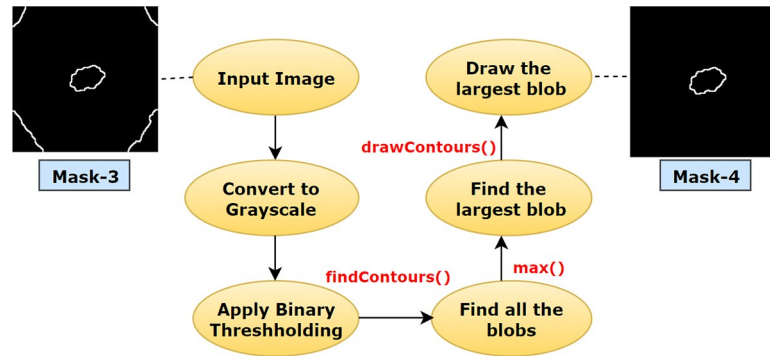 Input Image
Mask-3
Convert to
Grayscale
Apply Binary
Threshholding
findContours()
Find all the
blobs
max()
Find the
largest blob
drawContours()
Draw the
largest blob
Mask-4